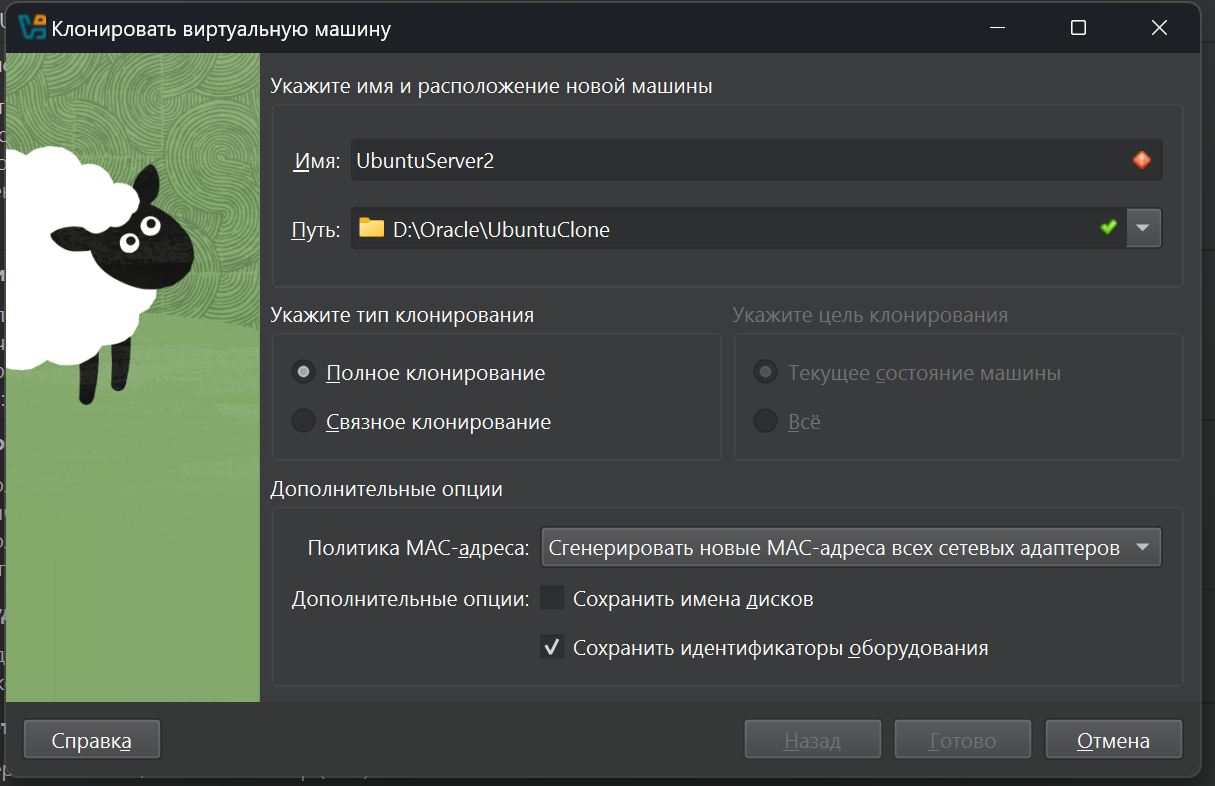 Клонировать виртуальную машину
Укажите имя и расположение новой машины
Имя: UbuntuServer2
Путь: D:\Oracle\UbuntuClone
Укажите тип клонирования
Укажите цель клонирования
Полное клонирование
Текущее состояние машины
Связное клонирование
Всё
Дополнительные опции
Политика MAC-адреса: Сгенерировать новые MAC-адреса всех сетевых адаптеров
Дополнительные опции: Сохранить имена дисков
Сохранить идентификаторы оборудования
Справка
Назад
Готово
Отмена